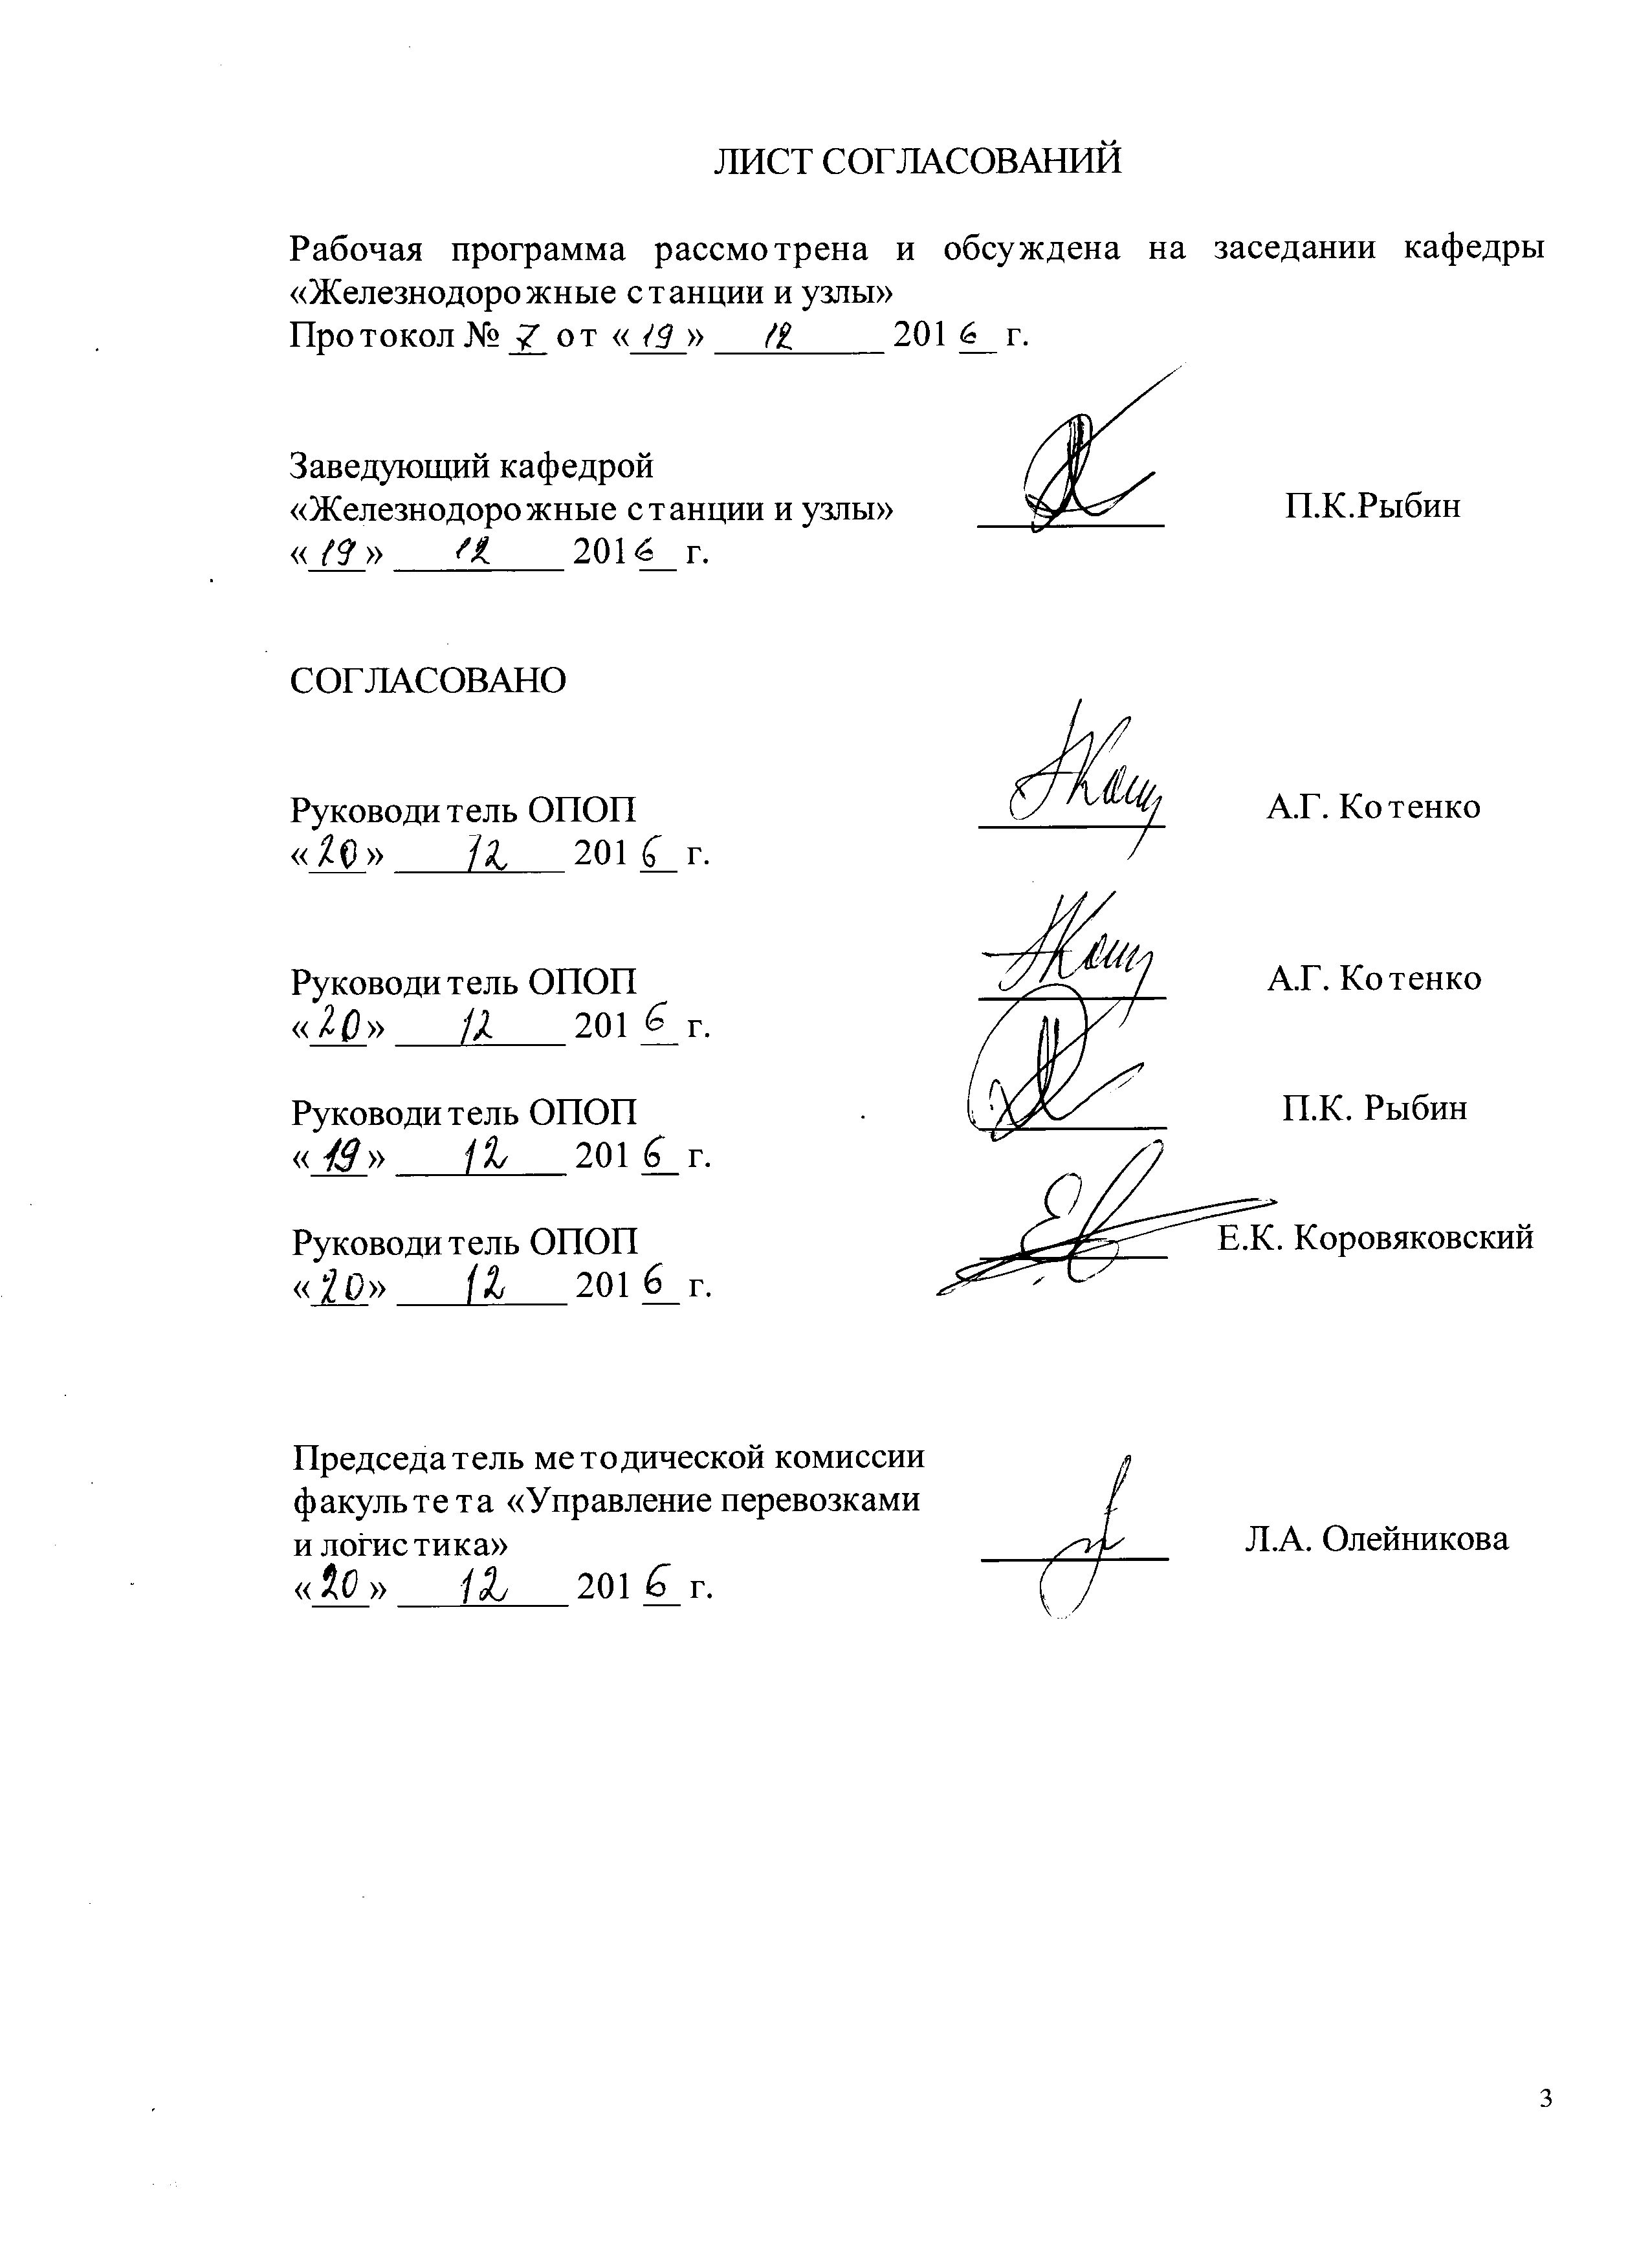 ЛИСТ СОГЛАСОВАНИЙ
Рабочая программа рассмотрена и обсуждена на заседании кафедры
«Железнодорожные станции и узлы»
Протокол № 7 от «19» 12 2016 г.
Заведующий кафедрой
«Железнодорожные станции и узлы» П.К.Рыбин
«19» 12 2016 г.
СОГЛАСОВАНО
Руководитель ОПОП А.Г. Котенко
«20» 12 2016 г.
Руководитель ОПОП А.Г. Котенко
«20» 12 2016 г.
Руководитель ОПОП П.К. Рыбин
«19» 12 2016 г.
Руководитель ОПОП Е.К. Коровяковский
«20» 12 2016 г.
Председатель методической комиссии
факультета «Управление перевозками
и логистика» Л.А. Олейникова
«20» 12 2016 г.
3